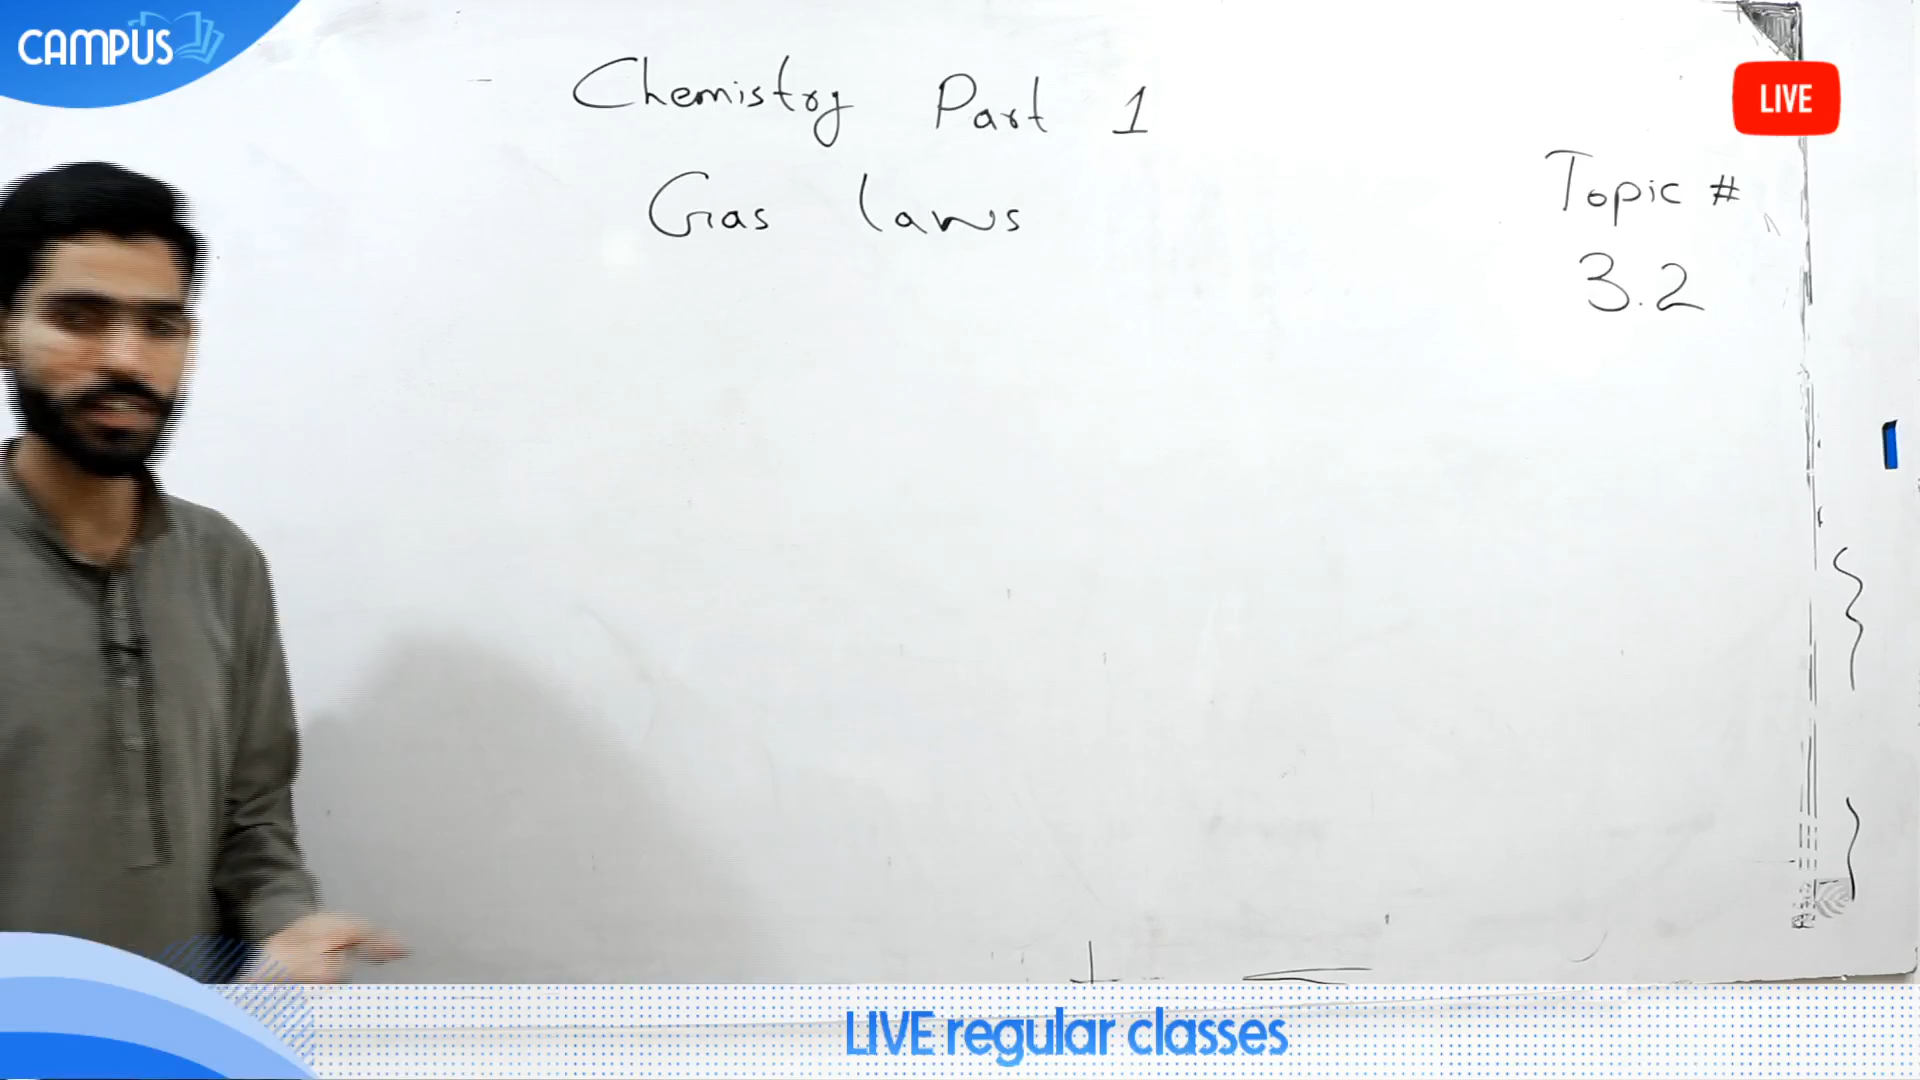 CAMPUS
LIVE
Chemistry Part 1
Gas laws
Topic #
3.2
LIVE regular classes